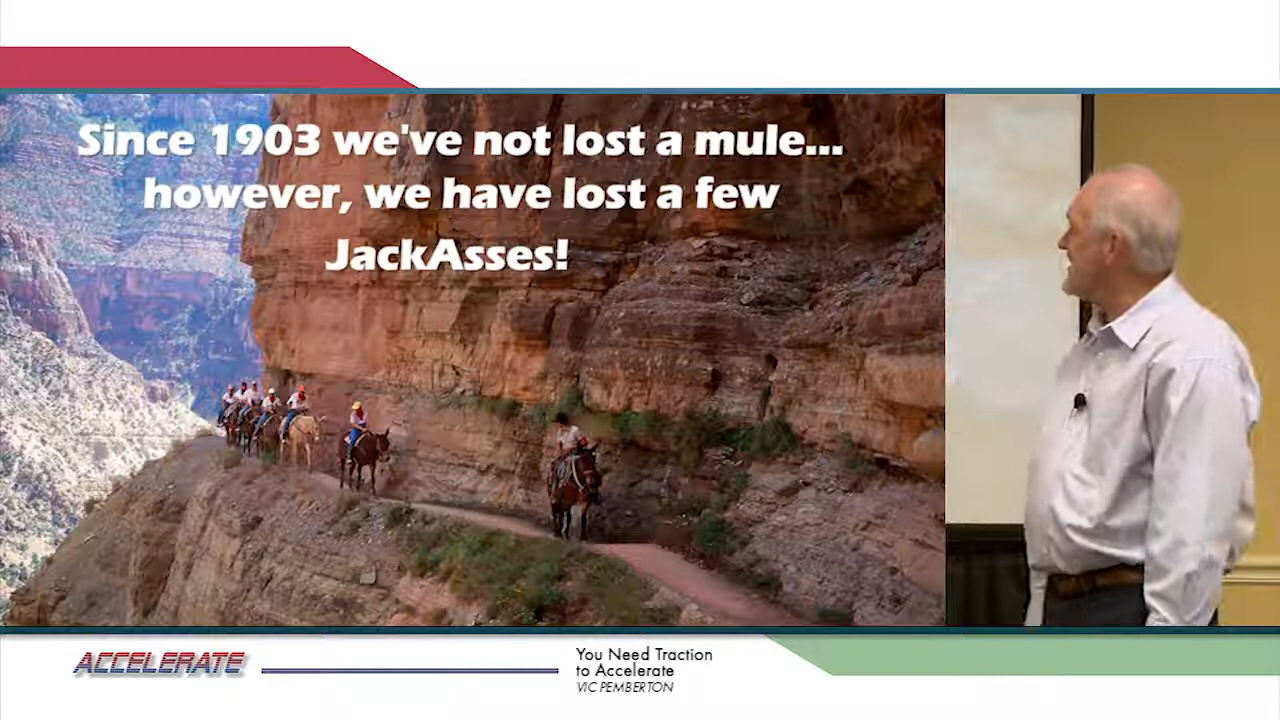 Since 1903 we've not lost a mule...
however, we have lost a few
JackAsses!
ACCELERATE
You Need Traction
to Accelerate
VIC PEMBERTON